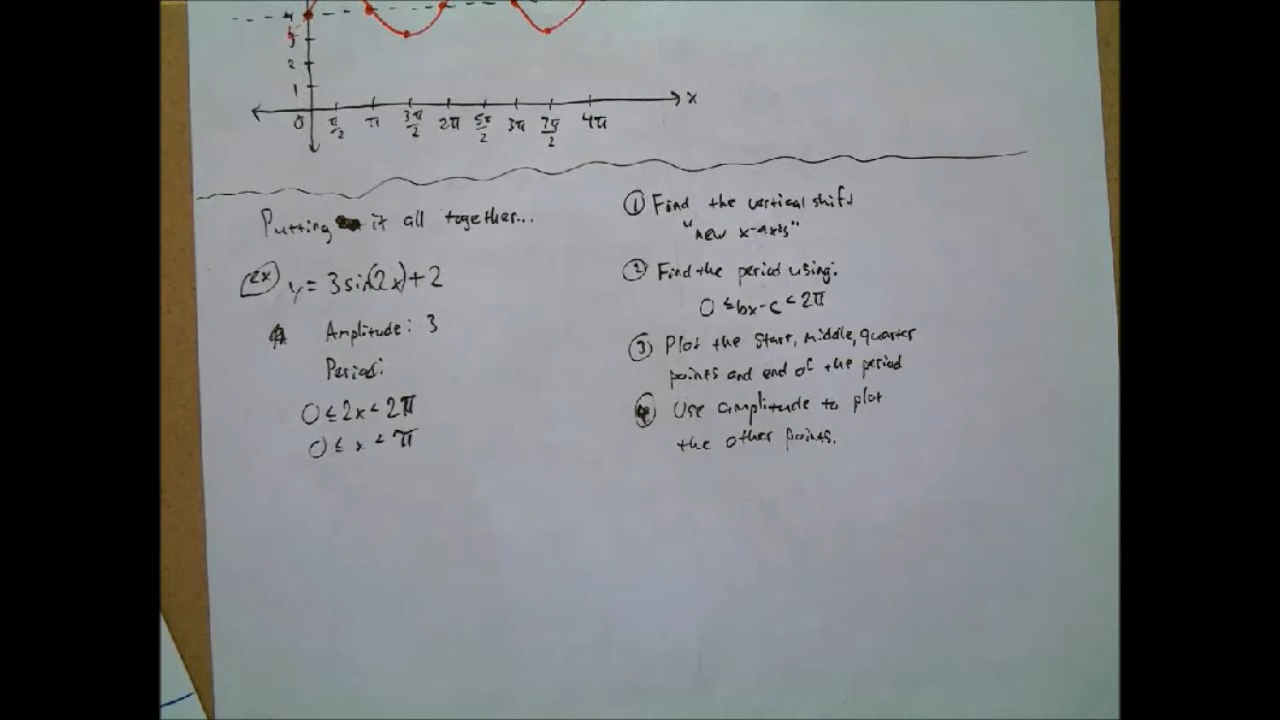 4
3
2
1
x
0 π/2 π 3π/2 2π 5π/2 3π 7π/2 4π
Putting it all together...
Ex y = 3sin(2x)+2
Amplitude: 3
Period:
0 ≤ 2x < 2π
0 ≤ x < π
① Find the vertical shift
"new x-axis"
② Find the period using:
0 ≤ bx-c < 2π
③ Plot the start, middle, quarter
points and end of the period
④ Use amplitude to plot
the other points.